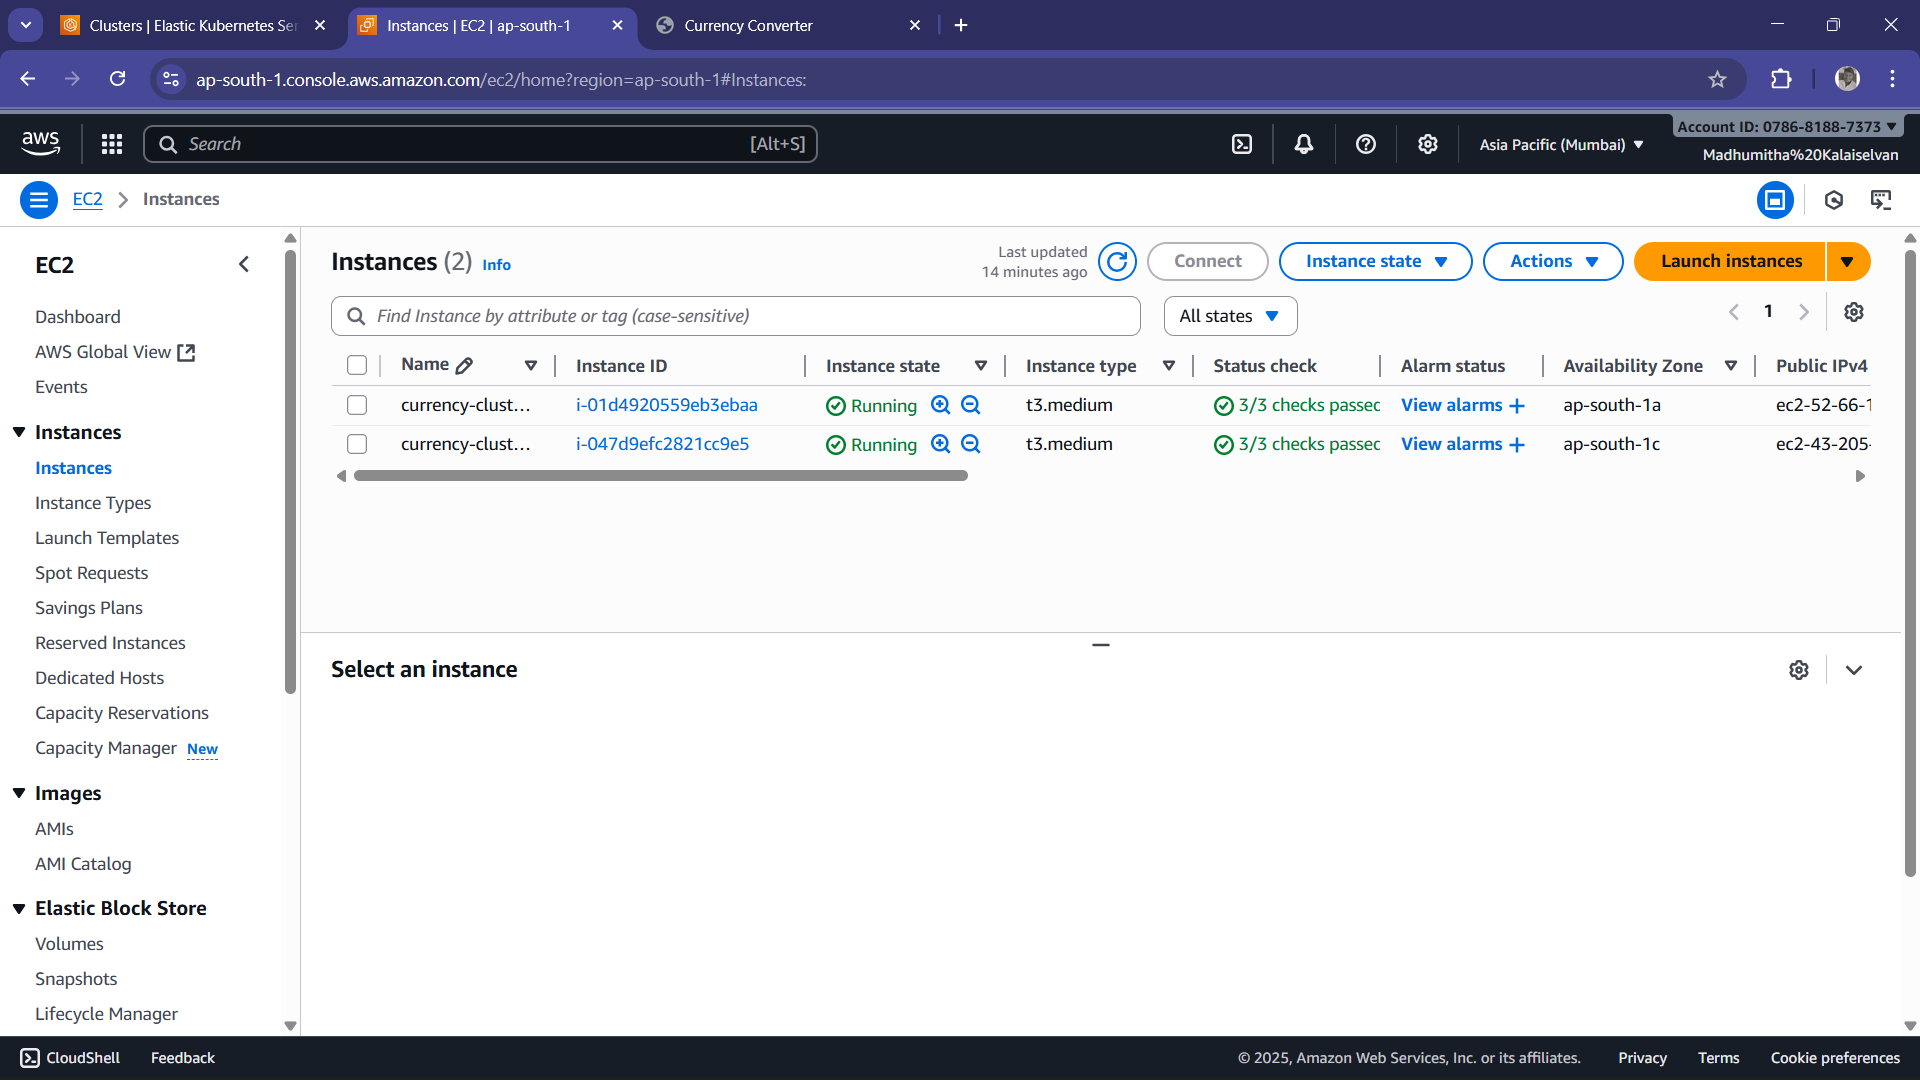 Clusters | Elastic Kubernetes Ser
Instances | EC2 | ap-south-1
Currency Converter
ap-south-1.console.aws.amazon.com/ec2/home?region=ap-south-1#Instances:
aws
Search
[Alt+S]
Asia Pacific (Mumbai)
Account ID: 0786-8188-7373
Madhumitha%20Kalaiselvan
EC2
Instances
EC2
Dashboard
AWS Global View
Events
Instances
Instances
Instance Types
Launch Templates
Spot Requests
Savings Plans
Reserved Instances
Dedicated Hosts
Capacity Reservations
Capacity Manager New
Images
AMIs
AMI Catalog
Elastic Block Store
Volumes
Snapshots
Lifecycle Manager
Instances (2) Info
Last updated
14 minutes ago
Connect
Instance state
Actions
Launch instances
Find Instance by attribute or tag (case-sensitive)
All states
1
Name Instance ID Instance state Instance type Status check Alarm status Availability Zone Public IPv4
currency-clust... i-01d4920559eb3ebaa Running t3.medium 3/3 checks passed View alarms + ap-south-1a ec2-52-66-1
currency-clust... i-047d9efc2821cc9e5 Running t3.medium 3/3 checks passed View alarms + ap-south-1c ec2-43-205-
Select an instance
CloudShell
Feedback
© 2025, Amazon Web Services, Inc. or its affiliates.
Privacy
Terms
Cookie preferences